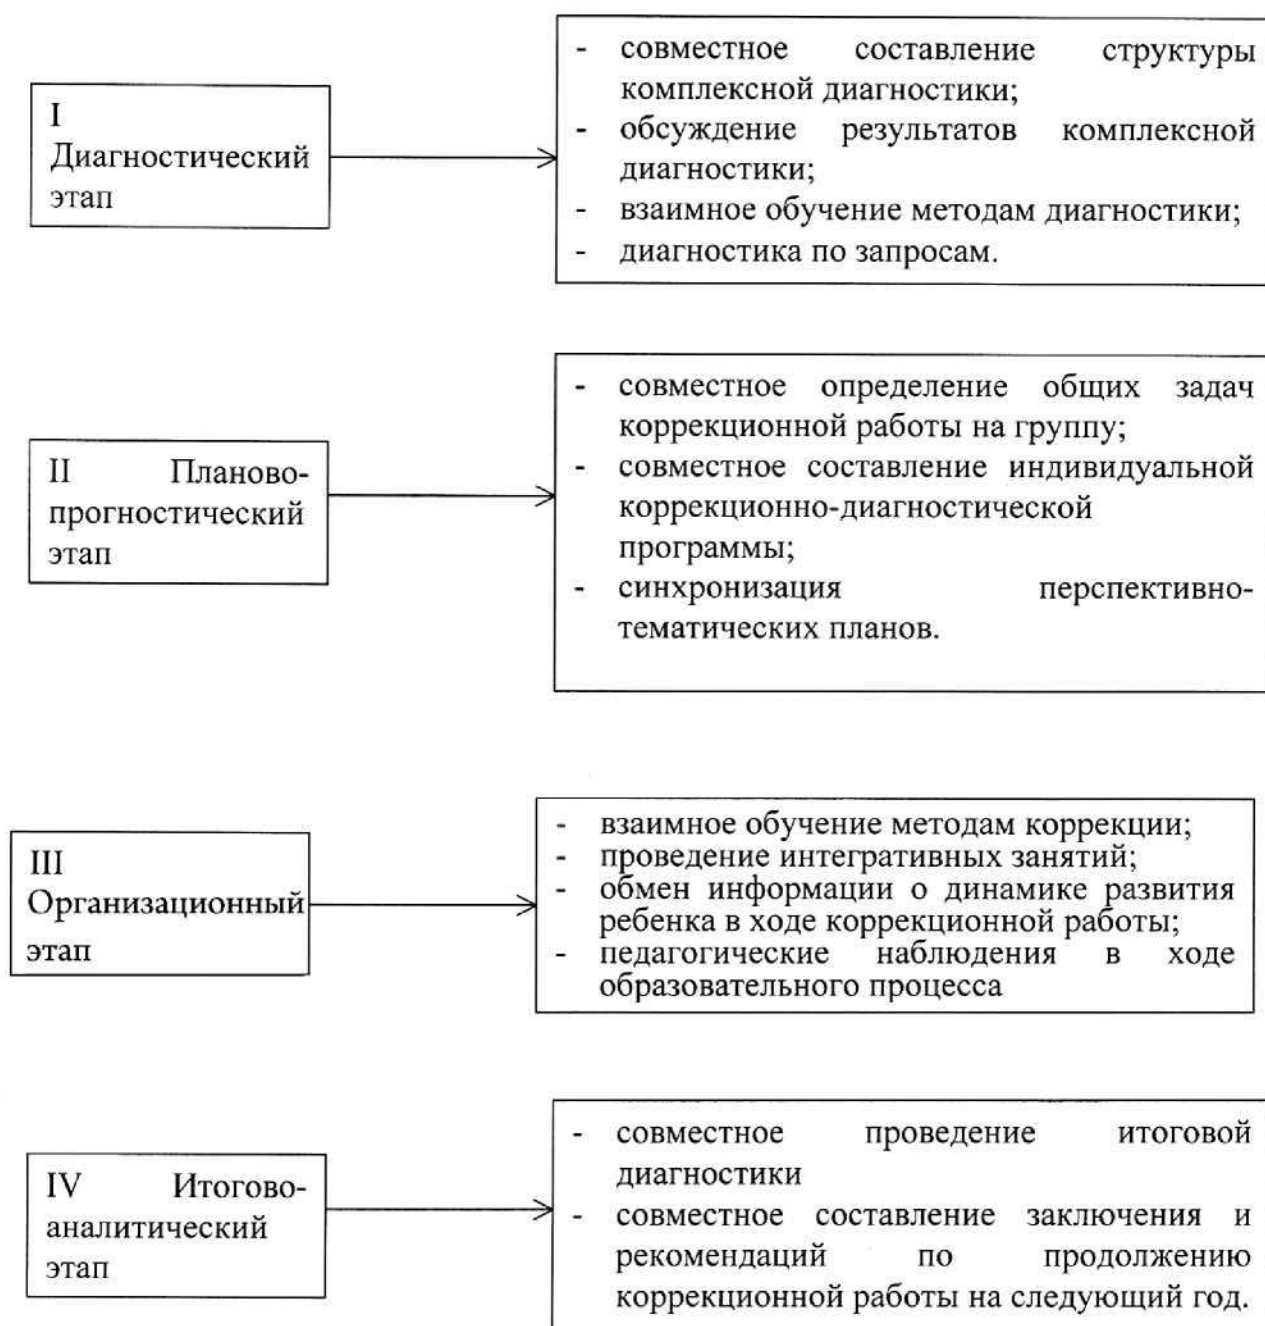 I
Диагностический
этап
- совместное составление структуры
комплексной диагностики;
- обсуждение результатов комплексной
диагностики;
- взаимное обучение методам диагностики;
- диагностика по запросам.
II Планово-
прогностический
этап
- совместное определение общих задач
коррекционной работы на группу;
- совместное составление индивидуальной
коррекционно-диагностической
программы;
- синхронизация перспективно-
тематических планов.
III
Организационный
этап
- взаимное обучение методам коррекции;
- проведение интегративных занятий;
- обмен информации о динамике развития
ребенка в ходе коррекционной работы;
- педагогические наблюдения в ходе
образовательного процесса
IV Итогово-
аналитический
этап
- совместное проведение итоговой
диагностики
- совместное составление заключения и
рекомендаций по продолжению
коррекционной работы на следующий год.